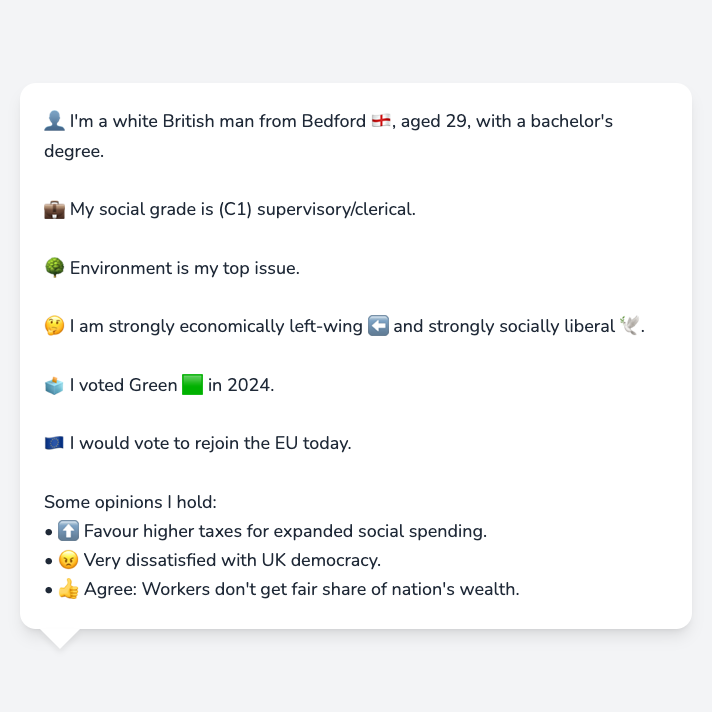 👤 I'm a white British man from Bedford 🏴󠁧󠁢󠁥󠁮󠁧󠁿, aged 29, with a bachelor's
degree.
💼 My social grade is (C1) supervisory/clerical.
🌳 Environment is my top issue.
🤔 I am strongly economically left-wing ⬅️ and strongly socially liberal 🕊️.
🗳️ I voted Green 🟩 in 2024.
🇪🇺 I would vote to rejoin the EU today.
Some opinions I hold:
• ⬆️ Favour higher taxes for expanded social spending.
• 😠 Very dissatisfied with UK democracy.
• 👍 Agree: Workers don't get fair share of nation's wealth.